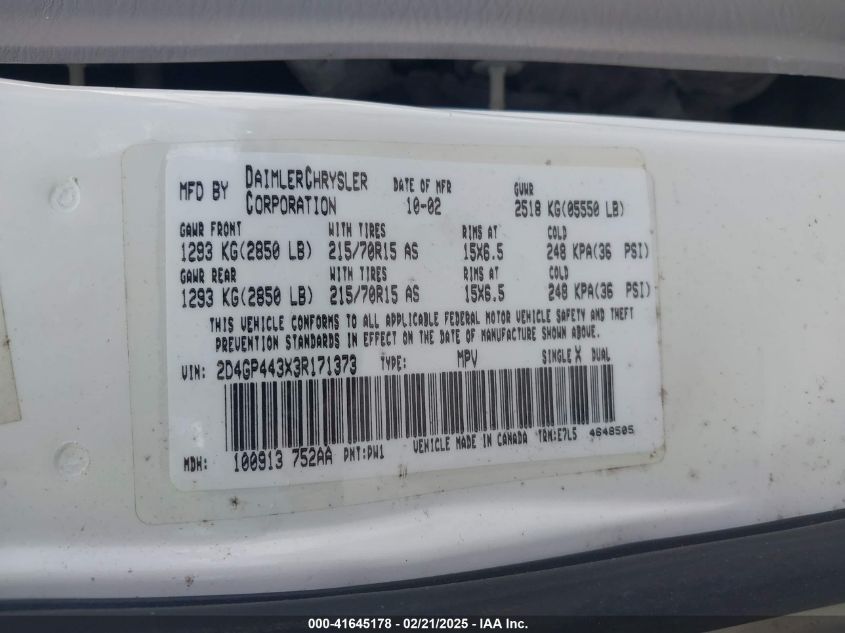 MFD BY DAIMLERCHRYSLER CORPORATION DATE OF MFR 10-02 GVWR 2518 KG(05550 LB)
GAWR FRONT WITH TIRES RIMS AT COLD
1293 KG(2850 LB) 215/70R15 AS 15X6.5 248 KPA(36 PSI)
GAWR REAR WITH TIRES RIMS AT COLD
1293 KG(2850 LB) 215/70R15 AS 15X6.5 248 KPA(36 PSI)
THIS VEHICLE CONFORMS TO ALL APPLICABLE FEDERAL MOTOR VEHICLE SAFETY AND THEFT
PREVENTION STANDARDS IN EFFECT ON THE DATE OF MANUFACTURE SHOWN ABOVE.
VIN: 2D4GP443X3R171373 TYPE: MPV SINGLE X DUAL
MDH: 100913 752AA PNT:PW1 VEHICLE MADE IN CANADA TRM:E7L5 4648505
000-41645178 - 02/21/2025 - IAA Inc.